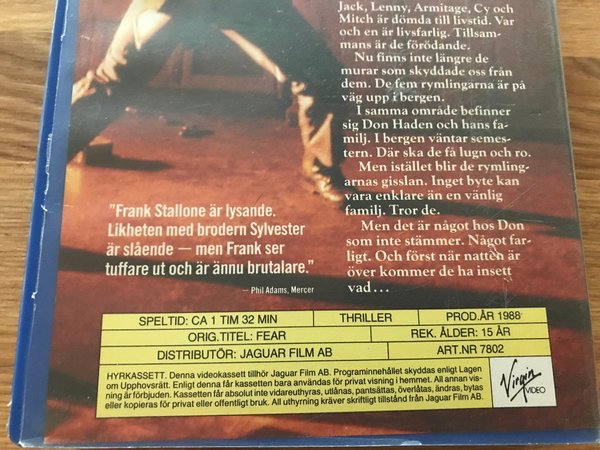 Jack, Lenny, Armitage, Cy och
Mitch är dömda till livstid. Var
och en är livsfarlig. Tillsam-
mans är de förödande.
Nu finns inte längre de
murar som skyddade oss från
dem. De fem rymlingarna är på
väg upp i bergen.
I samma område befinner
sig Don Haden och hans fa-
milj. I bergen väntar semes-
tern. Där ska de få lugn och ro.
Men istället blir de rymling-
arnas gisslan. Inget byte kan
vara enklare än en vänlig
familj. Tror de.
Men det är något hos Don
som inte stämmer. Något far-
ligt. Och först när natten är
över kommer de ha insett
vad...
"Frank Stallone är lysande.
Likheten med brodern Sylvester
är slående — men Frank ser
tuffare ut och är ännu brutalare."
— Phil Adams, Mercer
SPELTID: CA 1 TIM 32 MIN THRILLER PROD.ÅR 1988
ORIG.TITEL: FEAR REK. ÅLDER: 15 ÅR
DISTRIBUTÖR: JAGUAR FILM AB ART.NR 7802
HYRKASSETT. Denna videokassett tillhör Jaguar Film AB. Programinnehållet skyddas enligt Lagen
om Upphovsrätt. Enligt denna får kassetten bara användas för privat visning i hemmet. All annan vis-
ning är förbjuden. Kassetten får absolut inte vidareuthyras, utlånas, pantsättas, överlåtas, ändras, bytas
eller kopieras för privat eller offentligt bruk. All uthyrning kräver skriftligt tillstånd från Jaguar Film AB.
Virgin
VIDEO